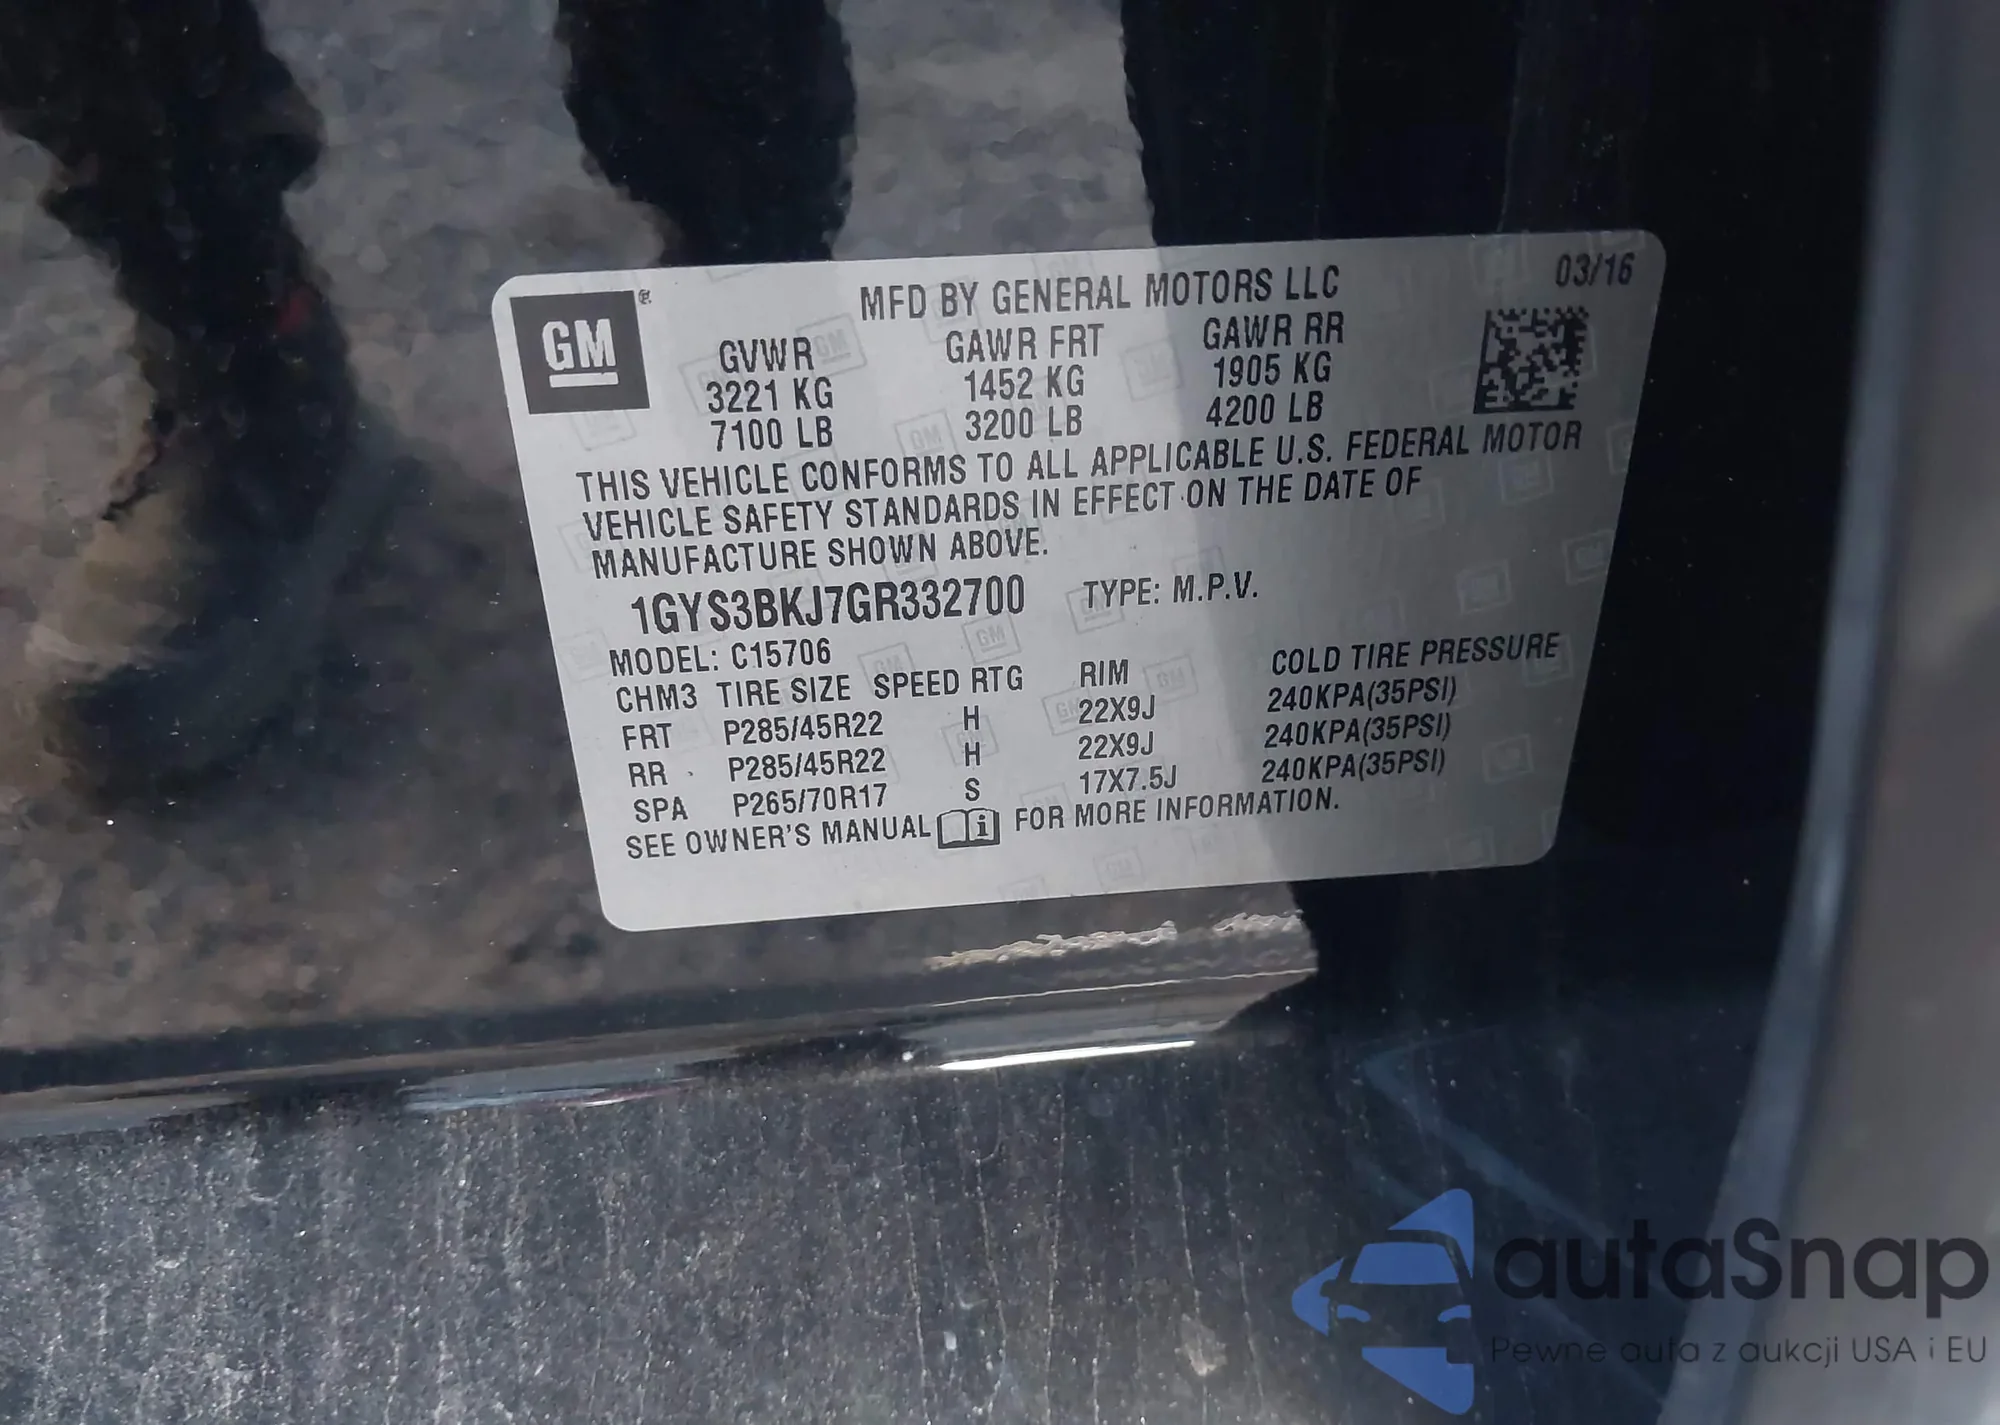 GM ®
MFD BY GENERAL MOTORS LLC 03/16
GVWR GAWR FRT GAWR RR
3221 KG 1452 KG 1905 KG
7100 LB 3200 LB 4200 LB
THIS VEHICLE CONFORMS TO ALL APPLICABLE U.S. FEDERAL MOTOR
VEHICLE SAFETY STANDARDS IN EFFECT ON THE DATE OF
MANUFACTURE SHOWN ABOVE.
1GYS3BKJ7GR332700 TYPE: M.P.V.
MODEL: C15706
CHM3 TIRE SIZE SPEED RTG RIM COLD TIRE PRESSURE
FRT P285/45R22 H 22X9J 240KPA(35PSI)
RR P285/45R22 H 22X9J 240KPA(35PSI)
SPA P265/70R17 S 17X7.5J 240KPA(35PSI)
SEE OWNER'S MANUAL i FOR MORE INFORMATION.
autaSnap
Pewne auta z aukcji USA i EU